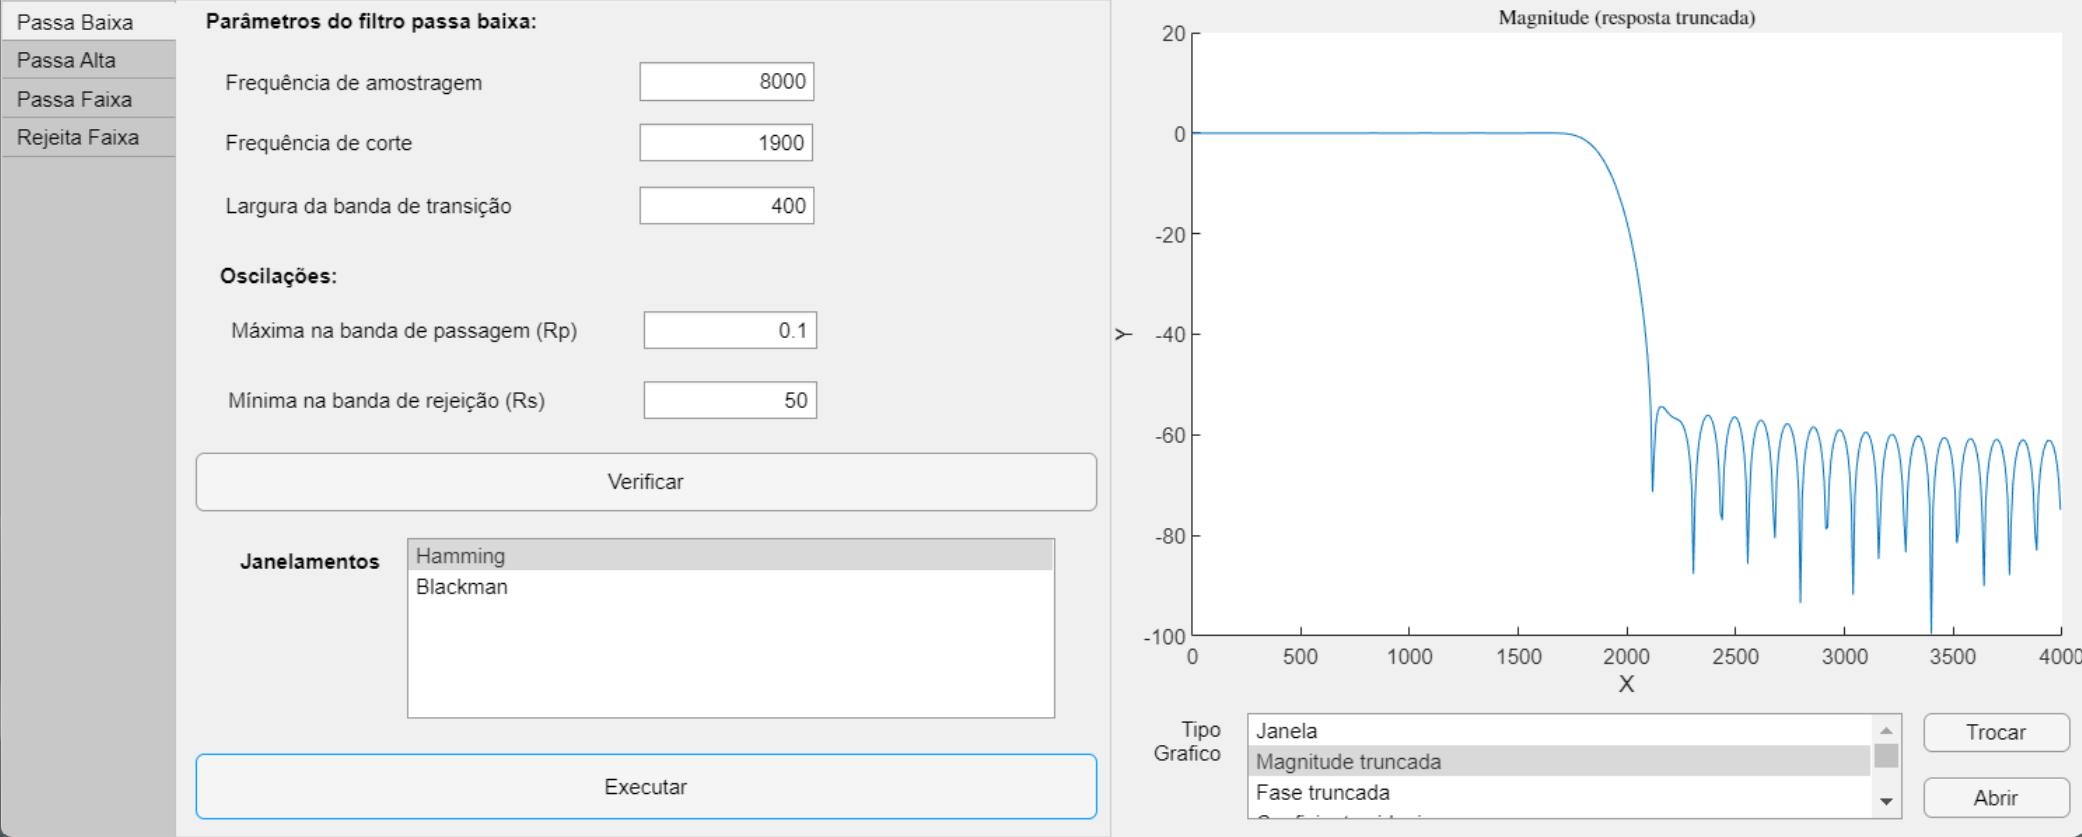 Passa Baixa
Passa Alta
Passa Faixa
Rejeita Faixa
Parâmetros do filtro passa baixa:
Frequência de amostragem 8000
Frequência de corte 1900
Largura da banda de transição 400
Oscilações:
Máxima na banda de passagem (Rp) 0.1
Mínima na banda de rejeição (Rs) 50
Verificar
Janelamentos
Hamming
Blackman
Executar
Magnitude (resposta truncada)
20
0
-20
-40
-60
-80
-100
Y
0 500 1000 1500 2000 2500 3000 3500 4000
X
Tipo
Grafico
Janela
Magnitude truncada
Fase truncada
Trocar
Abrir